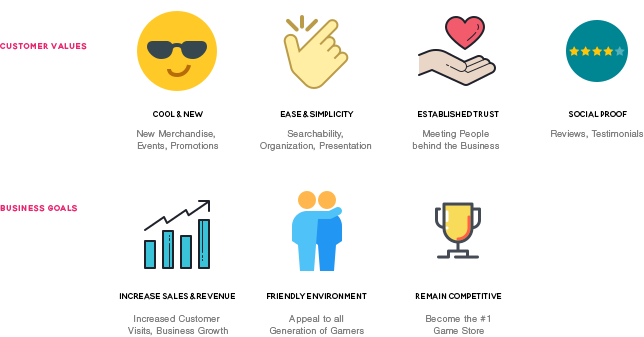 CUSTOMER VALUES
COOL & NEW
New Merchandise,
Events, Promotions
EASE & SIMPLICITY
Searchability,
Organization, Presentation
ESTABLISHED TRUST
Meeting People
behind the Business
SOCIAL PROOF
Reviews, Testimonials
BUSINESS GOALS
INCREASE SALES & REVENUE
Increased Customer
Visits, Business Growth
FRIENDLY ENVIRONMENT
Appeal to all
Generation of Gamers
REMAIN COMPETITIVE
Become the #1
Game Store